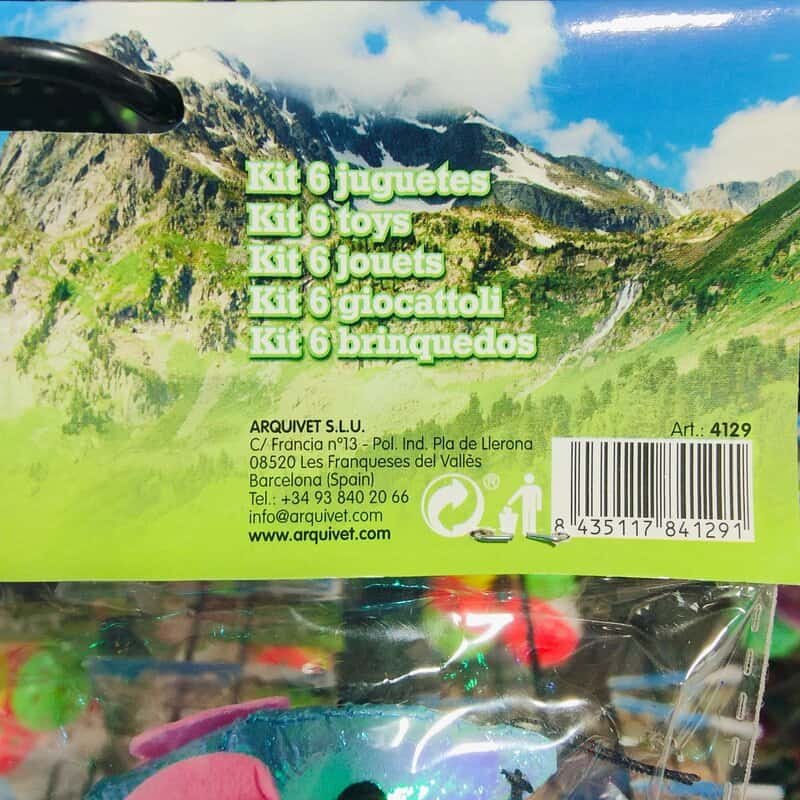 Kit 6 juguetes
Kit 6 toys
Kit 6 jouets
Kit 6 giocattoli
Kit 6 brinquedos
ARQUIVET S.L.U.
C/ Francia nº13 - Pol. Ind. Pla de Llerona
08520 Les Franqueses del Vallès
Barcelona (Spain)
Tel.: +34 93 840 20 66
info@arquivet.com
www.arquivet.com
®
Art.: 4129
8 435117 841291